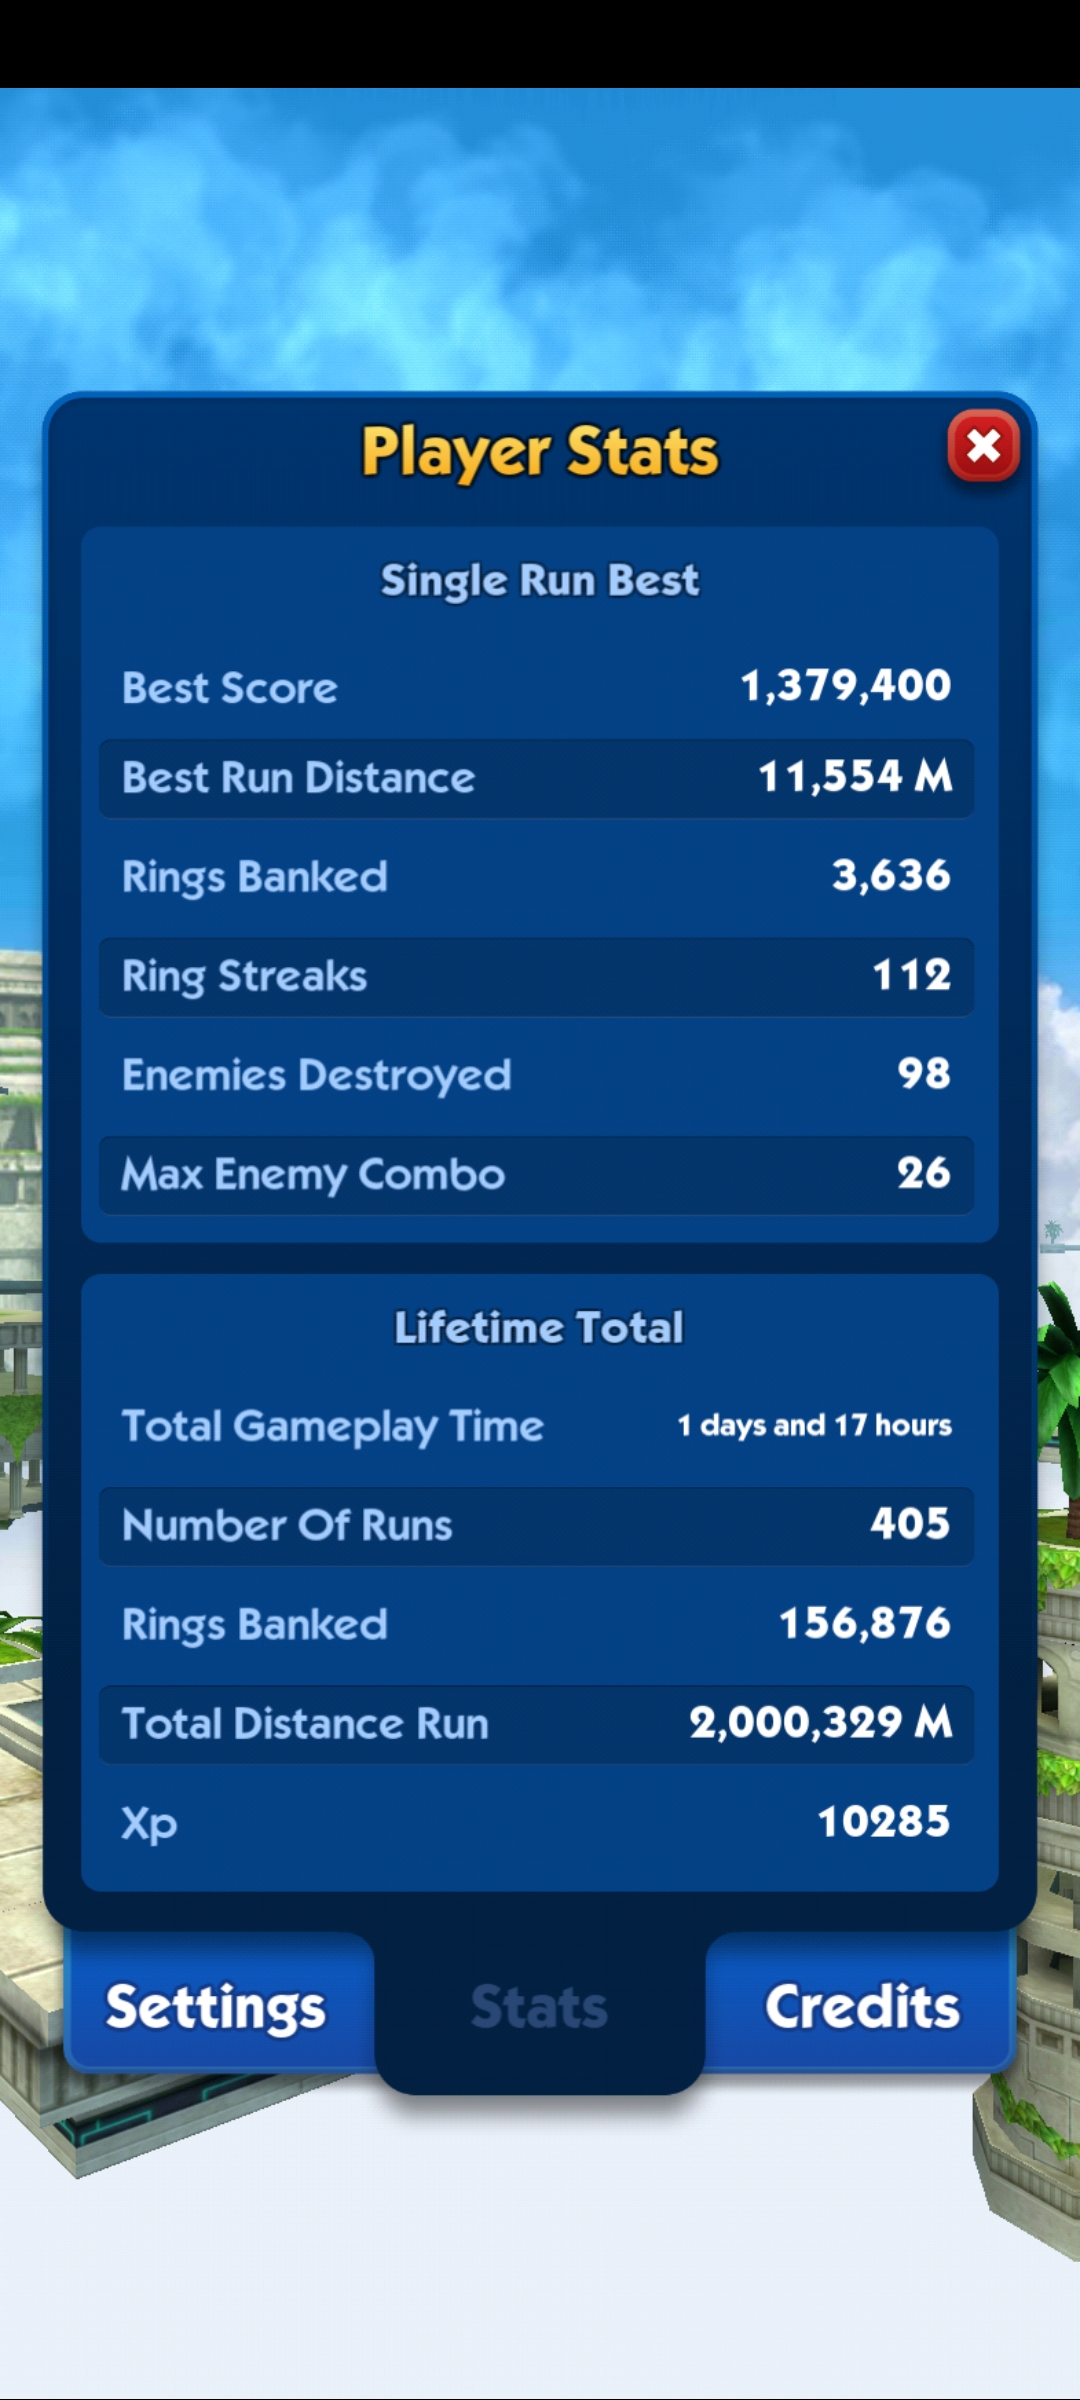 Player Stats
Single Run Best
Best Score 1,379,400
Best Run Distance 11,554 M
Rings Banked 3,636
Ring Streaks 112
Enemies Destroyed 98
Max Enemy Combo 26
Lifetime Total
Total Gameplay Time 1 days and 17 hours
Number Of Runs 405
Rings Banked 156,876
Total Distance Run 2,000,329 M
Xp 10285
Settings Stats Credits